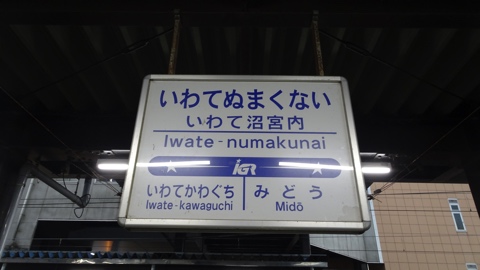 いわてぬまくない
いわて沼宮内
Iwate-numakunai
IGR
いわてかわぐち みどう
Iwate-kawaguchi Midō